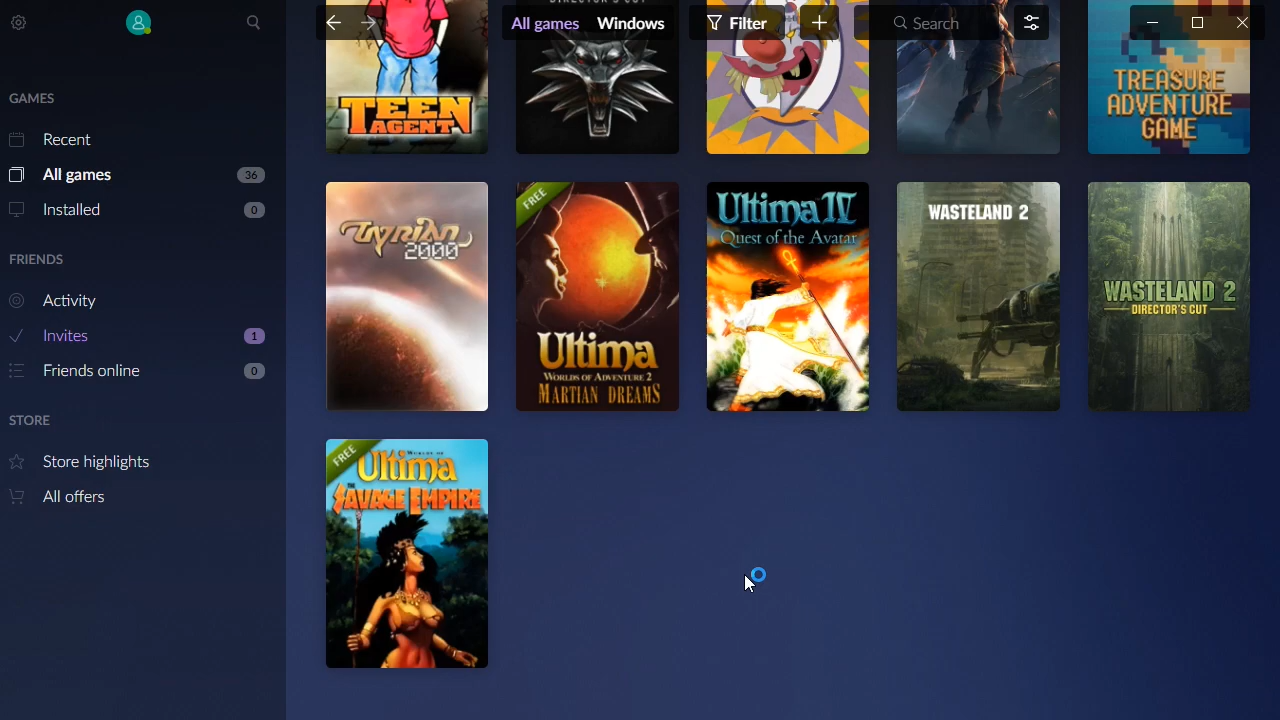 DIRECTOR'S CUT
All games
Windows
Filter
Search
GAMES
Recent
All games
36
Installed
0
FRIENDS
Activity
Invites
1
Friends online
0
STORE
Store highlights
All offers
TEEN
AGENT
TREASURE
ADVENTURE
GAME
TYRIAN
2000
FREE
Ultima
WORLDS OF ADVENTURE 2
MARTIAN DREAMS
Ultima IV
Quest of the Avatar
WASTELAND 2
WASTELAND 2
DIRECTOR'S CUT
FREE
WORLDS OF
Ultima
THE
SAVAGE EMPIRE